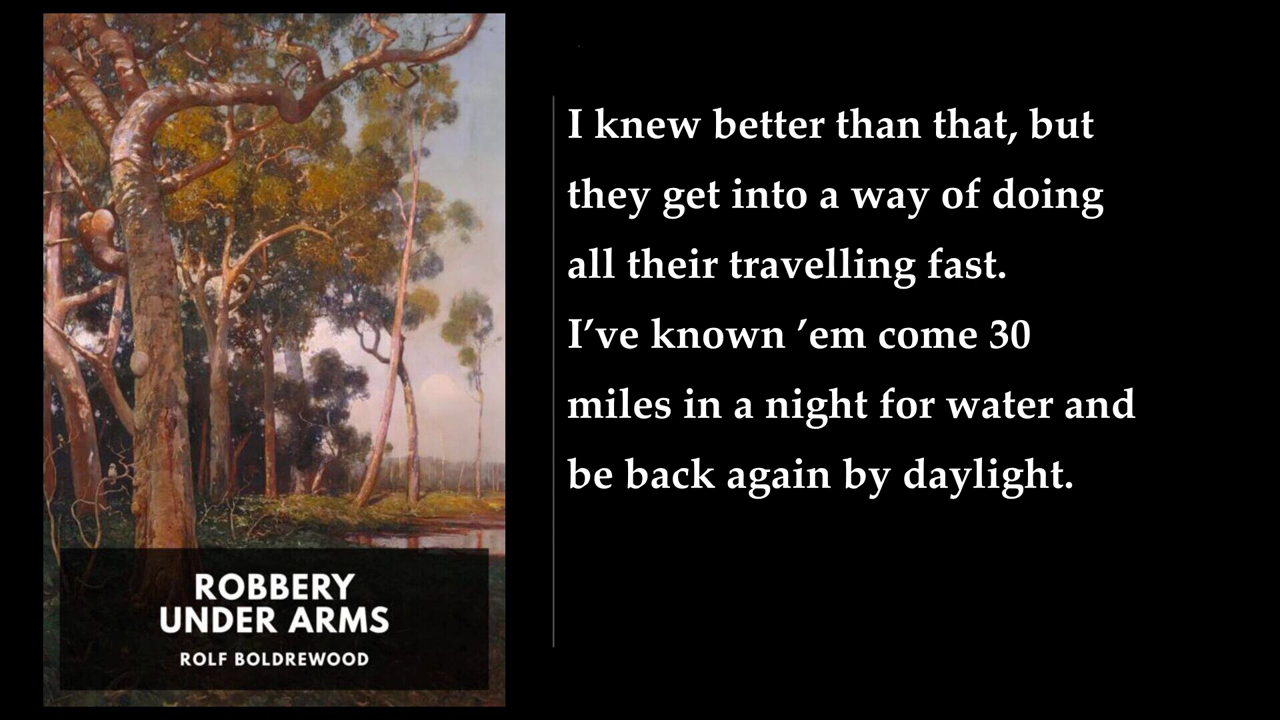 I knew better than that, but
they get into a way of doing
all their travelling fast.
I’ve known ’em come 30
miles in a night for water and
be back again by daylight.
ROBBERY
UNDER ARMS
ROLF BOLDREWOOD